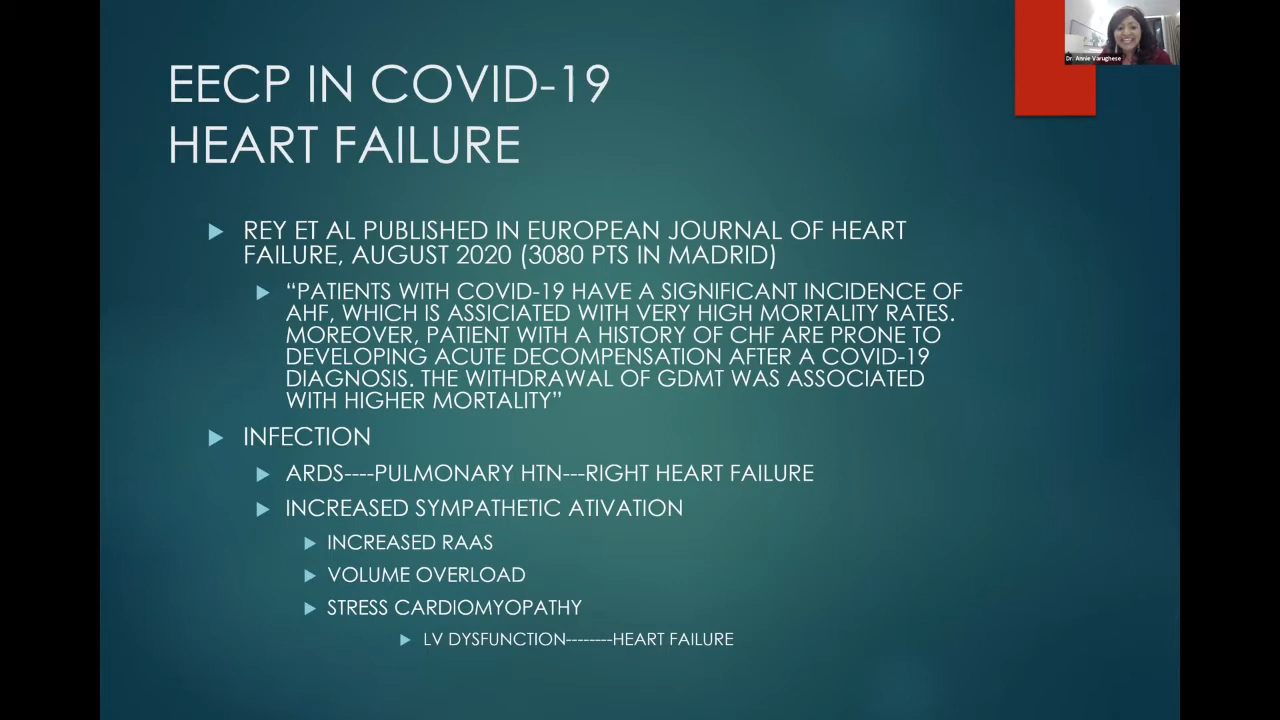 EECP IN COVID-19
HEART FAILURE
REY ET AL PUBLISHED IN EUROPEAN JOURNAL OF HEART
FAILURE, AUGUST 2020 (3080 PTS IN MADRID)
“PATIENTS WITH COVID-19 HAVE A SIGNIFICANT INCIDENCE OF
AHF, WHICH IS ASSICIATED WITH VERY HIGH MORTALITY RATES.
MOREOVER, PATIENT WITH A HISTORY OF CHF ARE PRONE TO
DEVELOPING ACUTE DECOMPENSATION AFTER A COVID-19
DIAGNOSIS. THE WITHDRAWAL OF GDMT WAS ASSOCIATED
WITH HIGHER MORTALITY”
INFECTION
ARDS----PULMONARY HTN---RIGHT HEART FAILURE
INCREASED SYMPATHETIC ATIVATION
INCREASED RAAS
VOLUME OVERLOAD
STRESS CARDIOMYOPATHY
LV DYSFUNCTION--------HEART FAILURE
Dr. Annie Varughese